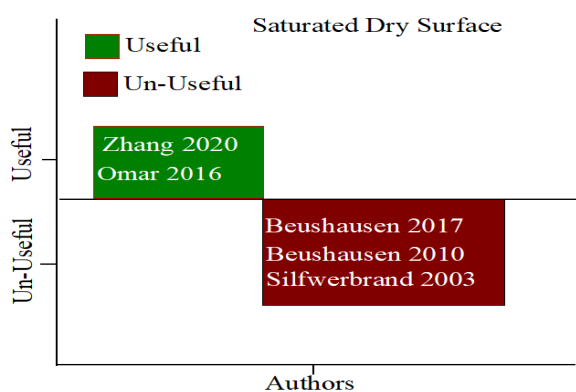 Saturated Dry Surface
Useful
Un-Useful
Useful
Zhang 2020
Omar 2016
Un-Useful
Beushausen 2017
Beushausen 2010
Silfwerbrand 2003
Authors